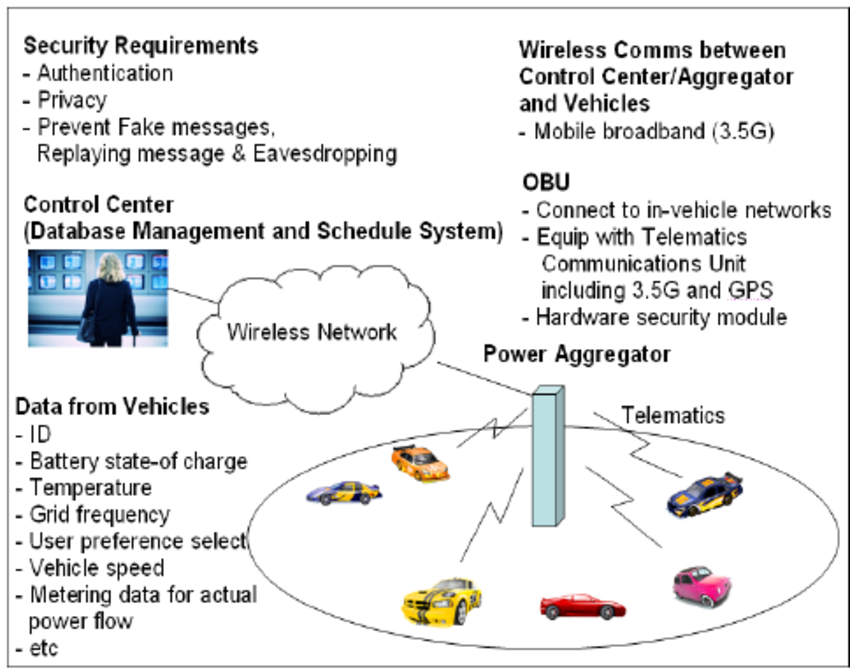 Security Requirements
- Authentication
- Privacy
- Prevent Fake messages,
Replaying message & Eavesdropping
Wireless Comms between
Control Center/Aggregator
and Vehicles
- Mobile broadband (3.5G)
OBU
- Connect to in-vehicle networks
- Equip with Telematics
Communications Unit
including 3.5G and GPS
- Hardware security module
Control Center
(Database Management and Schedule System)
Wireless Network
Power Aggregator
Telematics
Data from Vehicles
- ID
- Battery state-of charge
- Temperature
- Grid frequency
- User preference select
- Vehicle speed
- Metering data for actual
power flow
- etc